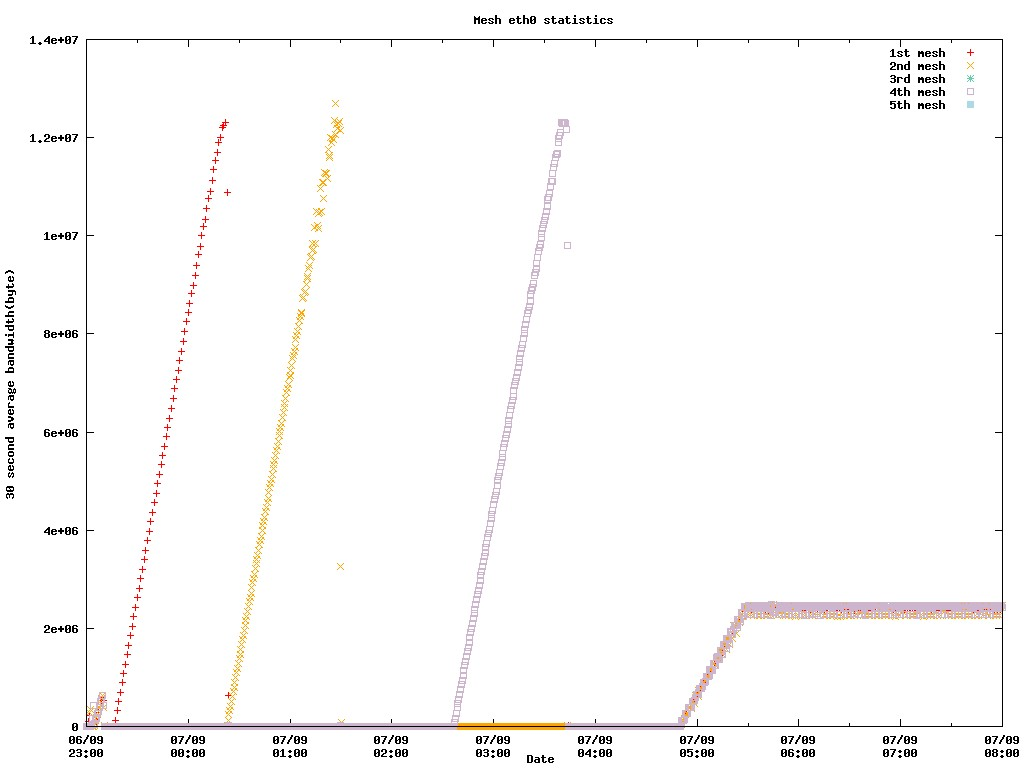 Mesh eth0 statistics
1.4e+07
1.2e+07
1e+07
8e+06
6e+06
4e+06
2e+06
0
30 second average bandwidth(byte)
1st mesh
2nd mesh
3rd mesh
4th mesh
5th mesh
06/09 07/09 07/09 07/09 07/09 07/09 07/09 07/09 07/09 07/09
23:00 00:00 01:00 02:00 03:00 04:00 05:00 06:00 07:00 08:00
Date